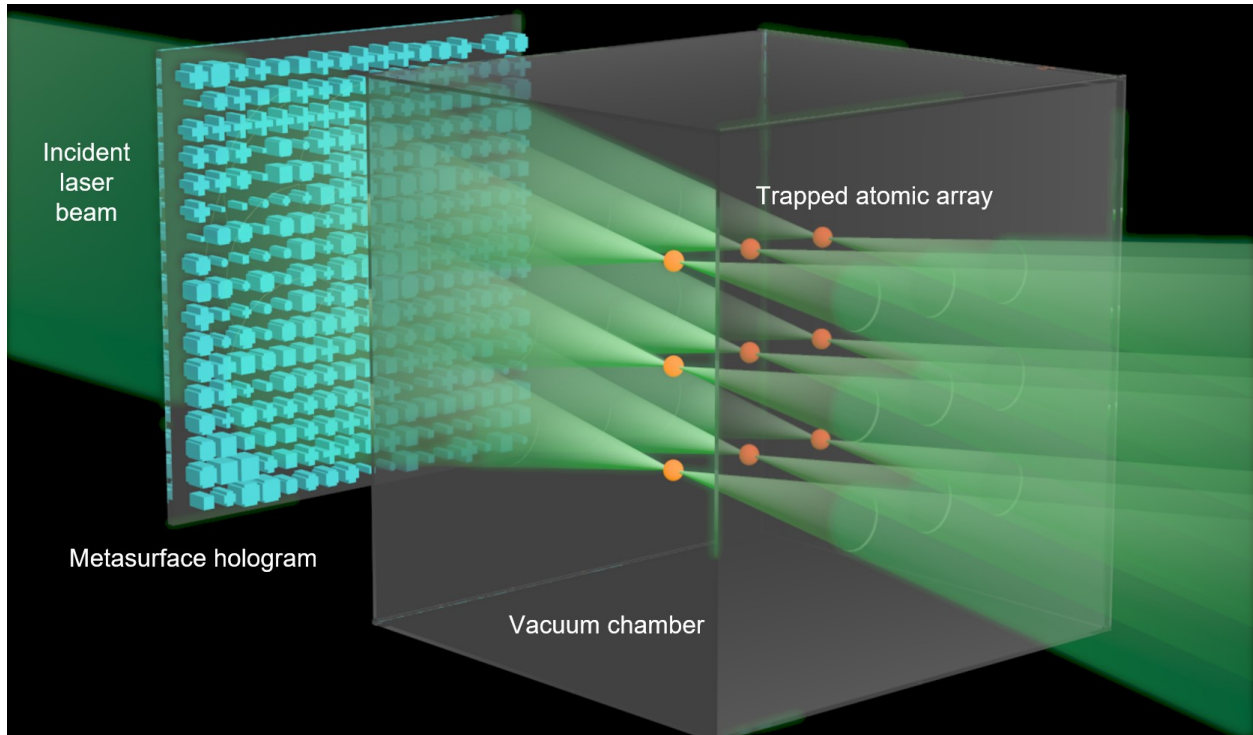 Incident
laser
beam
Trapped atomic array
Metasurface hologram
Vacuum chamber